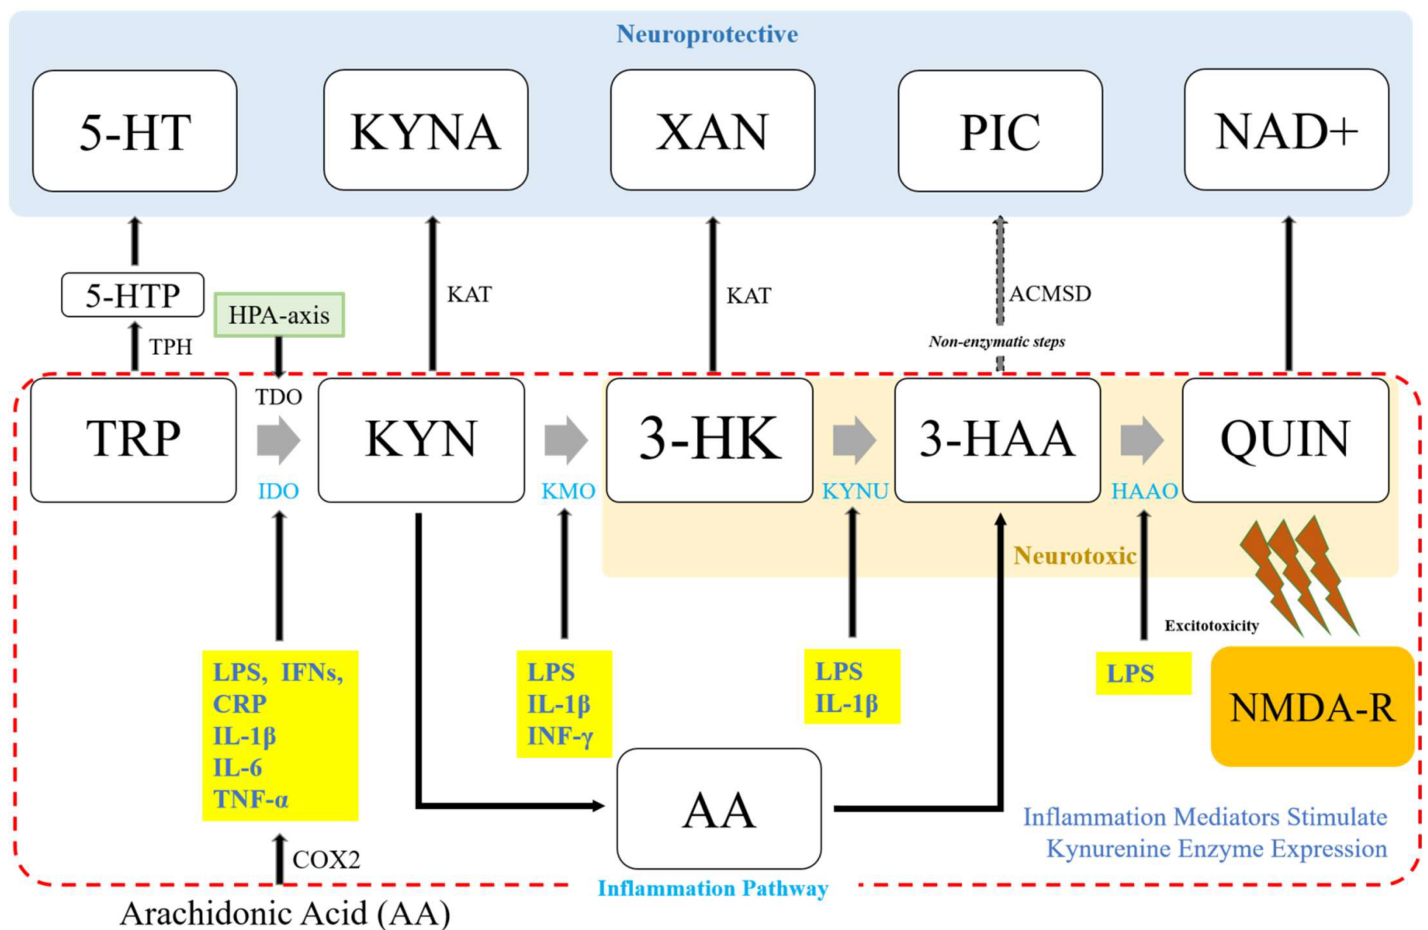 Neuroprotective
5-HT
KYNA
XAN
PIC
NAD+
5-HTP
HPA-axis
KAT
KAT
ACMSD
TPH
Non-enzymatic steps
TDO
TRP
KYN
3-HK
3-HAA
QUIN
IDO
KMO
KYNU
HAAO
Neurotoxic
Excitotoxicity
LPS, IFNs,
CRP
IL-1β
IL-6
TNF-α
LPS
IL-1β
INF-γ
LPS
IL-1β
LPS
NMDA-R
AA
Inflammation Mediators Stimulate
Kynurenine Enzyme Expression
COX2
Inflammation Pathway
Arachidonic Acid (AA)